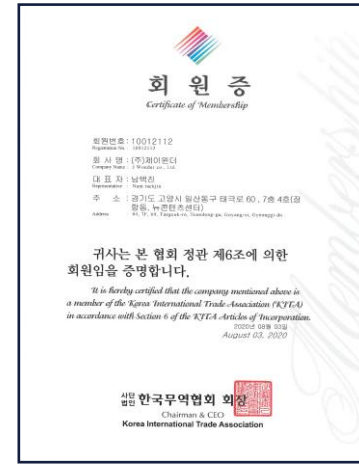 회 원 증
Certificate of Membership
회원번호 : 10012112
Registration No. : 10012112
회 사 명 : (주)제이원더
Company Name : J Wonder co., Ltd.
대 표 자 : 남백진
Representative : Nam
주 소 : 경기도 고양시 일산동구 태극로 60, 7층 4호(장
항동, 뉴콘텐츠센터)
Address
귀사는 본 협회 정관 제6조에 의한
회원임을 증명합니다.
It is hereby certified that the company mentioned above is
a member of the Korea International Trade Association (KITA)
in accordance with Section 6 of the KITA Articles of Incorporation.
2020년 08월 03일
August 03, 2020
사단법인 한국무역협회 회장
Chairman & CEO
Korea International Trade Association